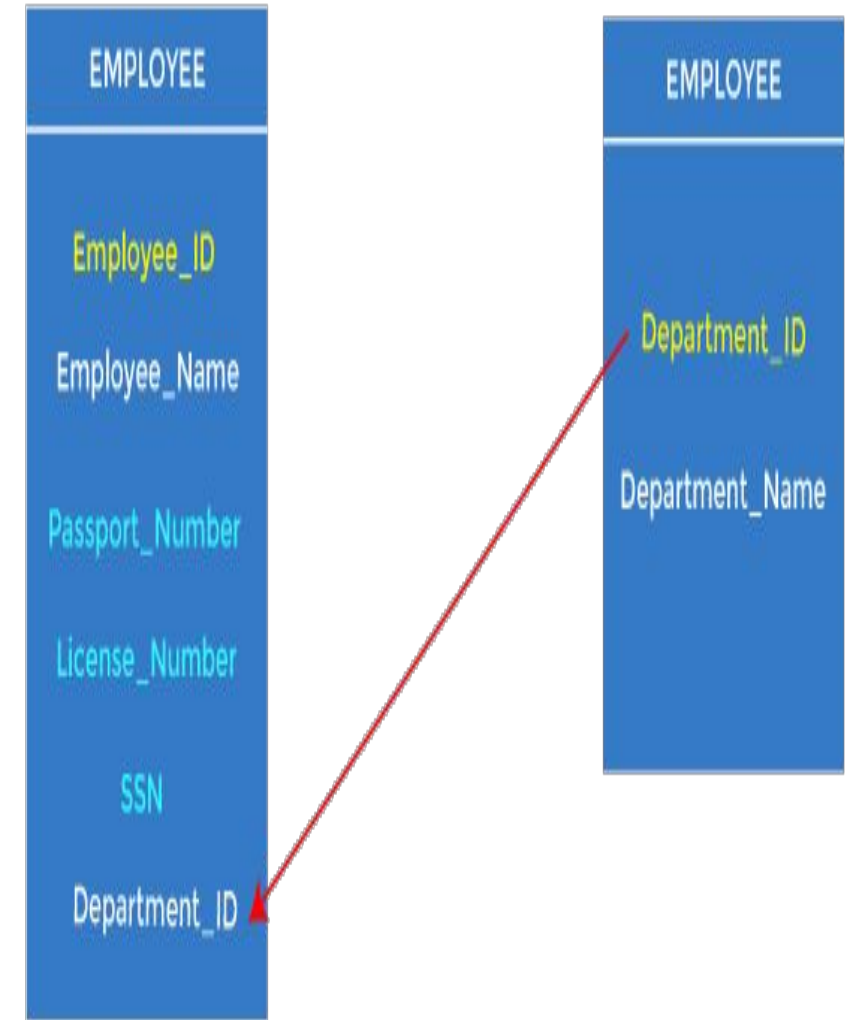 EMPLOYEE
Employee_ID
Employee_Name
Passport_Number
License_Number
SSN
Department_ID
EMPLOYEE
Department_ID
Department_Name